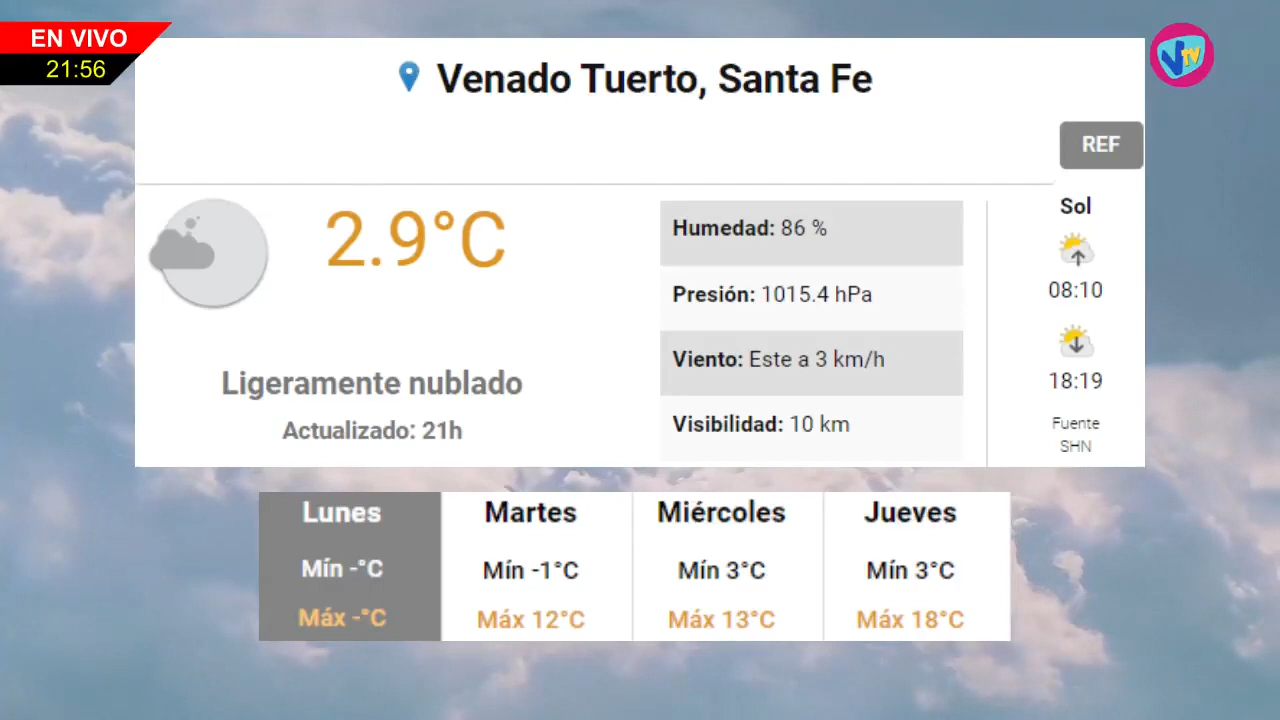 EN VIVO
21:56
VTV
Venado Tuerto, Santa Fe
REF
2.9°C
Ligeramente nublado
Actualizado: 21h
Humedad: 86 %
Presión: 1015.4 hPa
Viento: Este a 3 km/h
Visibilidad: 10 km
Sol
08:10
18:19
Fuente
SHN
Lunes
Mín -°C
Máx -°C
Martes
Mín -1°C
Máx 12°C
Miércoles
Mín 3°C
Máx 13°C
Jueves
Mín 3°C
Máx 18°C